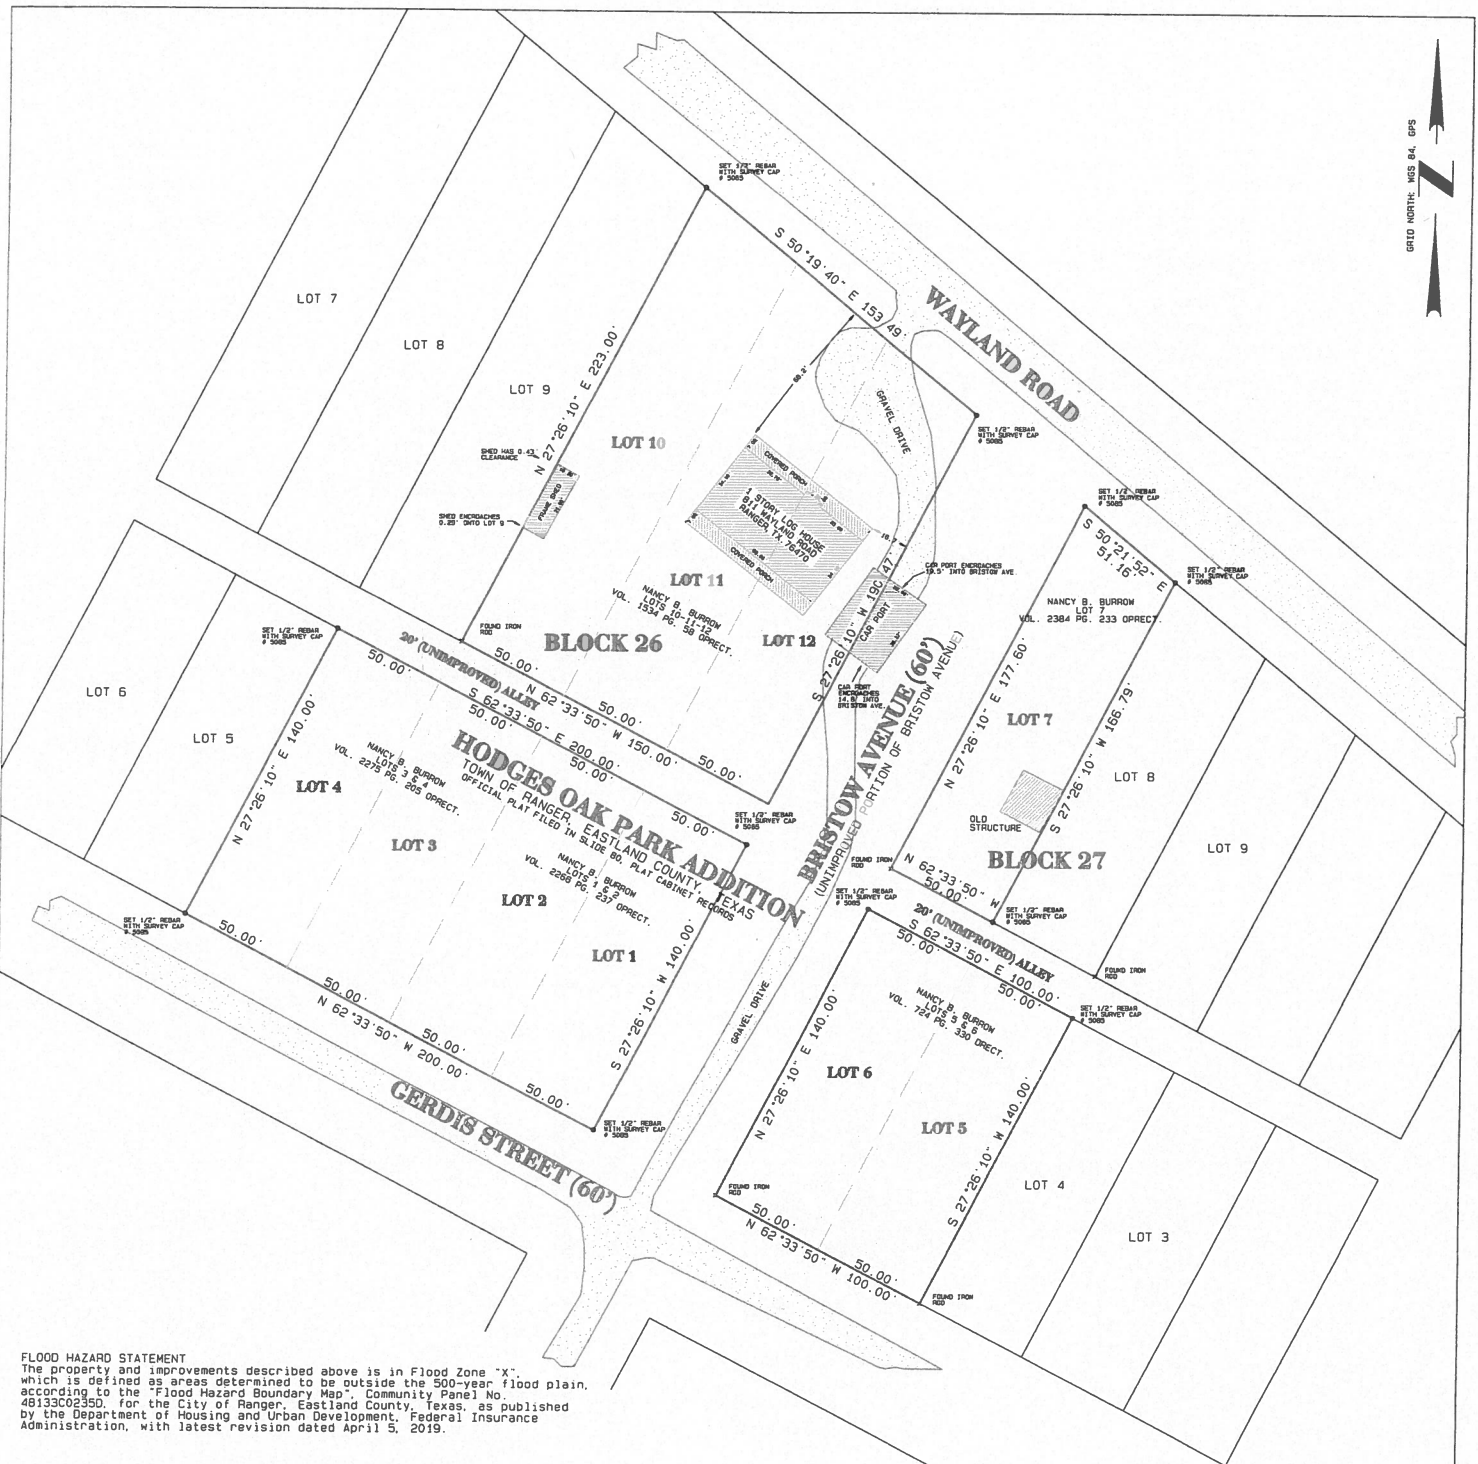 GRID NORTH: WGS 84, GPS
SET 1/2" REBAR
WITH SURVEY CAP
# 5085
S 50°19'40" E 153.49'
WAYLAND ROAD
LOT 7
LOT 8
LOT 9
N 27°26'10" E 223.00'
LOT 10
GRAVEL DRIVE
SET 1/2" REBAR
WITH SURVEY CAP
# 5085
SHED HAS 0.43'
CLEARANCE
FRAME SHED
SHED ENCROACHES
0.29' ONTO LOT 9
COVERED PORCH
1 STORY LOG HOUSE
811 WAYLAND ROAD
RANGER, TX. 76470
COVERED PORCH
SET 1/2" REBAR
WITH SURVEY CAP
# 5085
S 50°21'52" E
51.16'
CAR PORT ENCROACHES
19.5' INTO BRISTOW AVE.
CAR PORT
SET 1/2" REBAR
WITH SURVEY CAP
# 5085
LOT 11
NANCY B. BURROW
LOTS 10-11-12
VOL. 1534 PG. 58 OPRECT.
LOT 12
S 27°26'10" W 190.47'
NANCY B. BURROW
LOT 7
VOL. 2384 PG. 233 OPRECT.
BLOCK 26
FOUND IRON
ROD
50.00'
N 62°33'50" W 150.00'
50.00'
50.00'
CAR PORT
ENCROACHES
14.8' INTO
BRISTOW AVE.
SET 1/2" REBAR
WITH SURVEY CAP
# 5085
20' (UNIMPROVED) ALLEY
50.00'
S 62°33'50" E 200.00'
50.00'
50.00'
50.00'
BRISTOW AVENUE (60')
(UNIMPROVED PORTION OF BRISTOW AVENUE)
N 27°26'10" E 177.60'
LOT 7
S 27°26'10" W 166.79'
LOT 6
LOT 5
N 27°26'10" E 140.00'
NANCY B. BURROW
LOTS 3 & 4
VOL. 2275 PG. 205 OPRECT.
LOT 4
LOT 3
HODGES OAK PARK ADDITION
TOWN OF RANGER, EASTLAND COUNTY, TEXAS
OFFICIAL PLAT FILED IN SLIDE 80, PLAT CABINET RECORDS
SET 1/2" REBAR
WITH SURVEY CAP
# 5085
OLD
STRUCTURE
LOT 8
LOT 9
BLOCK 27
NANCY B. BURROW
LOTS 1 & 2
VOL. 2268 PG. 237 OPRECT.
LOT 2
LOT 1
S 27°26'10" W 140.00'
FOUND IRON
ROD
N 62°33'50" W
50.00'
SET 1/2" REBAR
WITH SURVEY CAP
# 5085
SET 1/2" REBAR
WITH SURVEY CAP
# 5085
20' (UNIMPROVED) ALLEY
S 62°33'50" E 100.00'
50.00'
50.00'
FOUND IRON
ROD
SET 1/2" REBAR
WITH SURVEY CAP
# 5085
SET 1/2" REBAR
WITH SURVEY CAP
# 5085
50.00'
50.00'
N 62°33'50" W 200.00'
50.00'
50.00'
SET 1/2" REBAR
WITH SURVEY CAP
# 5085
GERDIS STREET (60')
GRAVEL DRIVE
NANCY B. BURROW
LOTS 5 & 6
VOL. 724 PG. 330 DRECT.
N 27°26'10" E 140.00'
LOT 6
LOT 5
S 27°26'10" W 140.00'
FOUND IRON
ROD
50.00'
N 62°33'50" W 100.00'
50.00'
FOUND IRON
ROD
LOT 4
LOT 3
FLOOD HAZARD STATEMENT
The property and improvements described above is in Flood Zone "X",
which is defined as areas determined to be outside the 500-year flood plain,
according to the "Flood Hazard Boundary Map", Community Panel No.
48133C0235D, for the City of Ranger, Eastland County, Texas, as published
by the Department of Housing and Urban Development, Federal Insurance
Administration, with latest revision dated April 5, 2019.